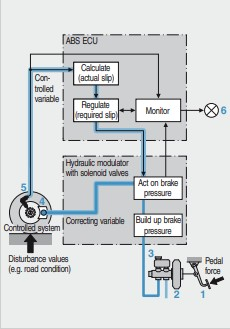 ABS ECU
Calculate
(actual slip)
Con-
trolled
variable
Regulate
(required slip)
Monitor
6
Hydraulic modulator
with solenoid valves
5
4
Act on brake
pressure
Controlled system
Correcting variable
Build up brake
pressure
Disturbance values
(e.g. road condition)
3
Pedal
force
2
1